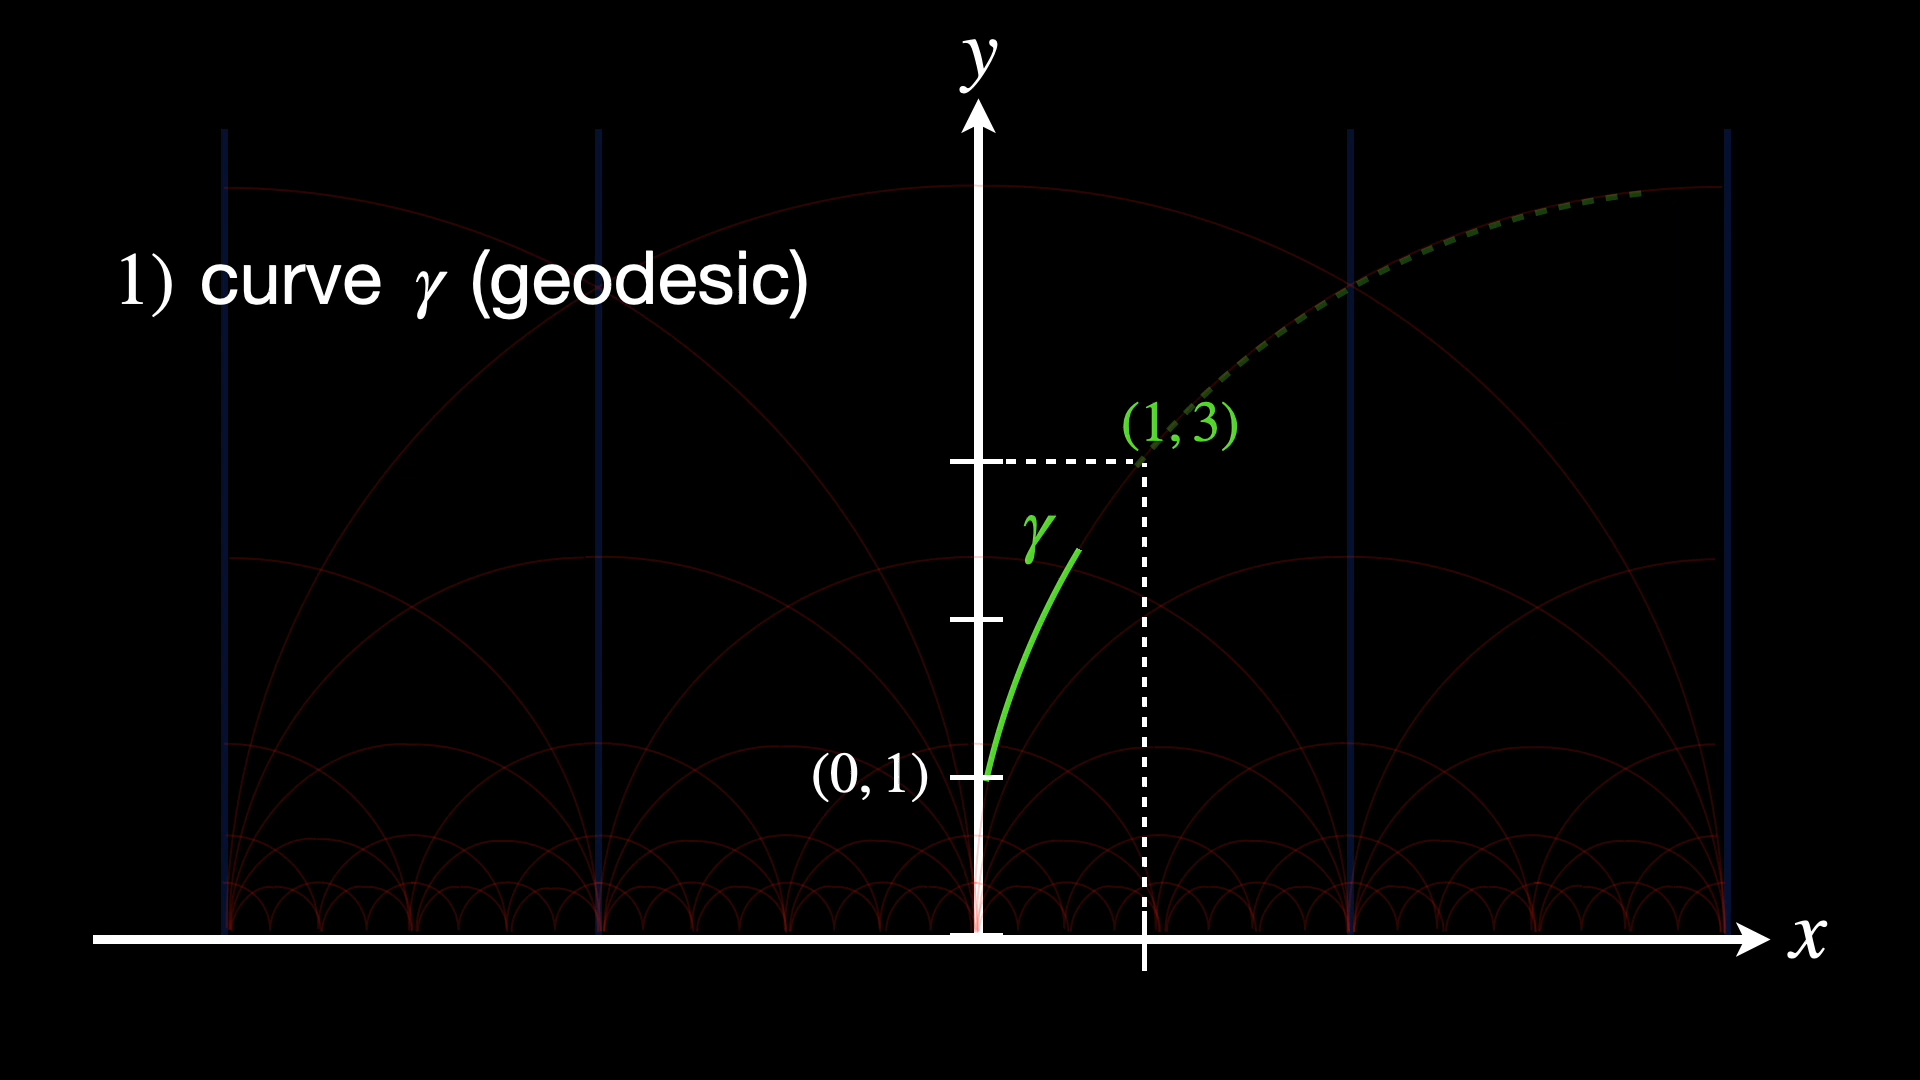 y
1) curve γ (geodesic)
(1, 3)
γ
(0, 1)
x